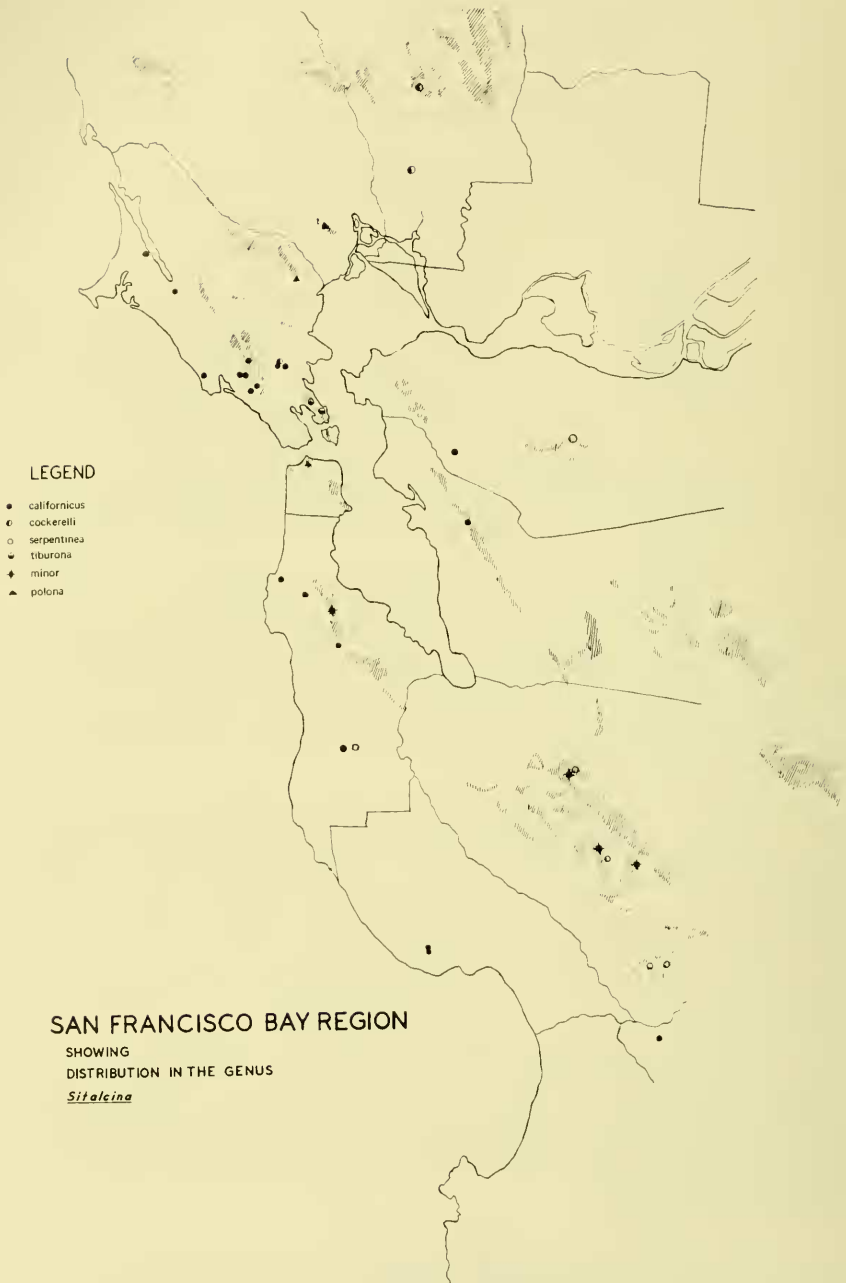 LEGEND
californicus
cockerelli
serpentinea
tiburona
minor
polona
SAN FRANCISCO BAY REGION
SHOWING
DISTRIBUTION IN THE GENUS
Sitalcina